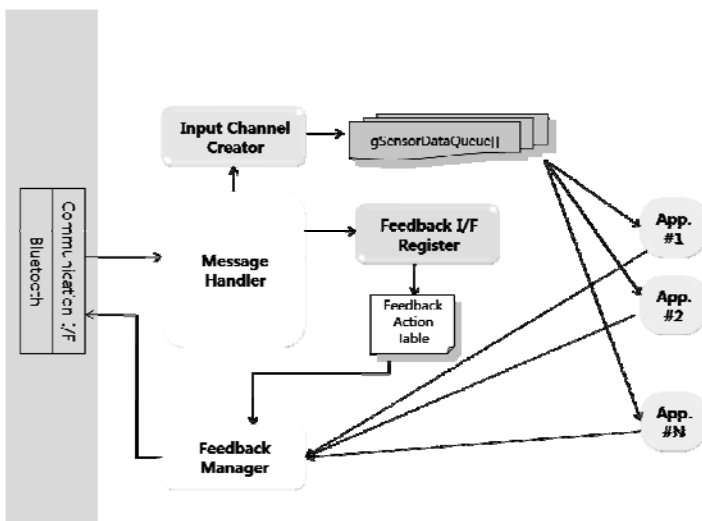 Input Channel
Creator
gSensorDataQueue[]
Communication I/F
Bluetooth
Message
Handler
Feedback I/F
Register
Feedback
Action
Table
Feedback
Manager
App.
#1
App.
#2
App.
#N